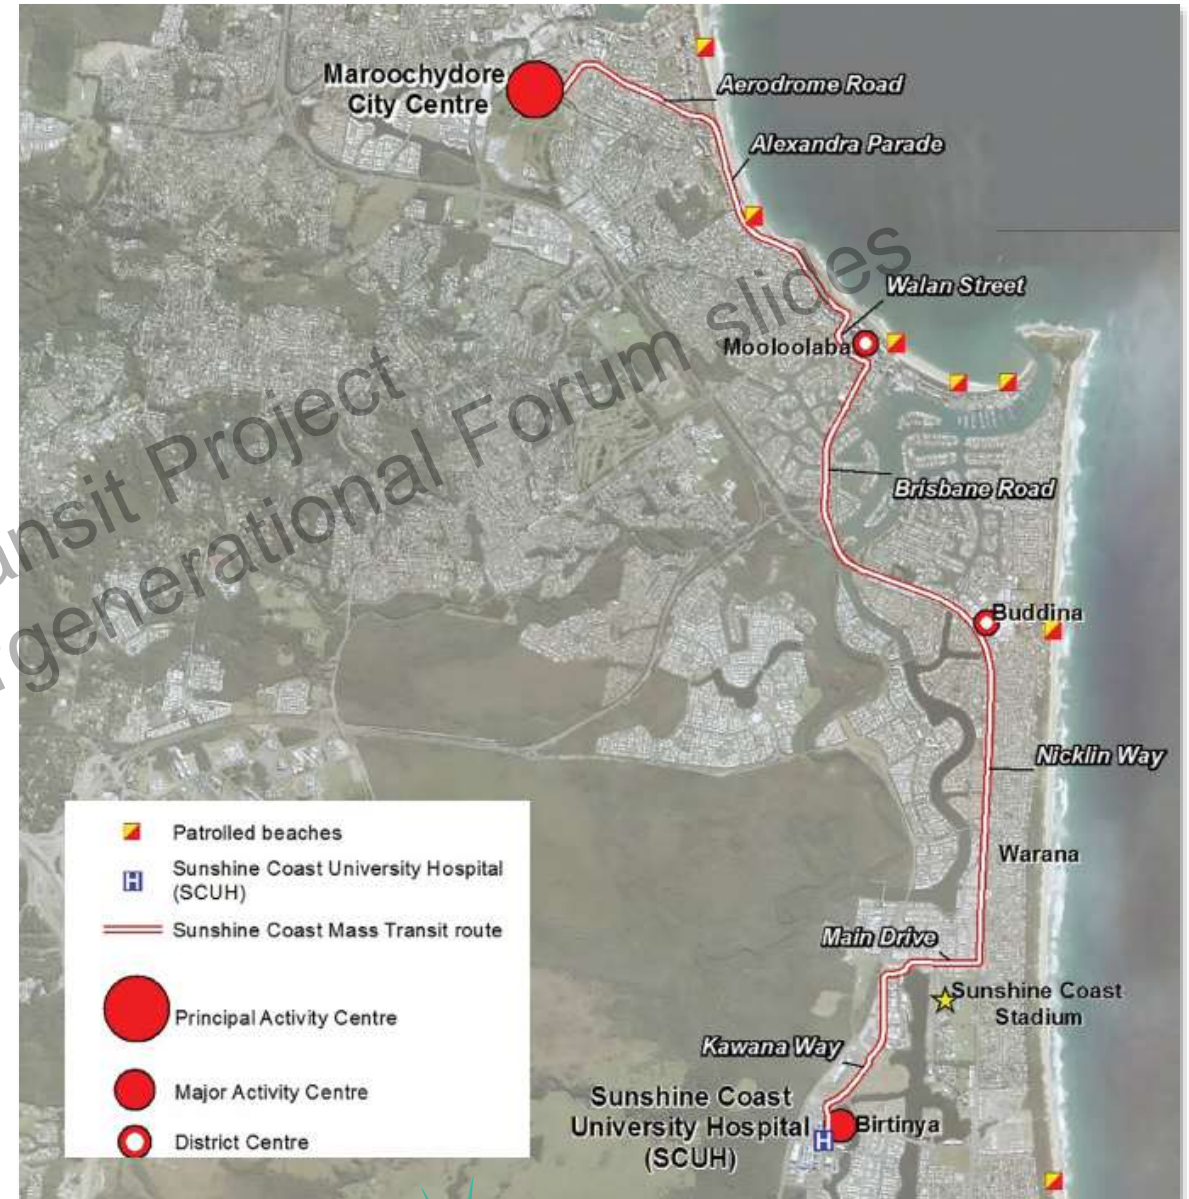 Maroochydore
City Centre
Aerodrome Road
Alexandra Parade
Walan Street
Mooloolaba
Brisbane Road
Buddina
Nicklin Way
Warana
Main Drive
Sunshine Coast
Stadium
Kawana Way
Sunshine Coast
University Hospital
(SCUH)
H
Birtinya
Patrolled beaches
H
Sunshine Coast University Hospital
(SCUH)
Sunshine Coast Mass Transit route
Principal Activity Centre
Major Activity Centre
District Centre
Project
generational Forum slides